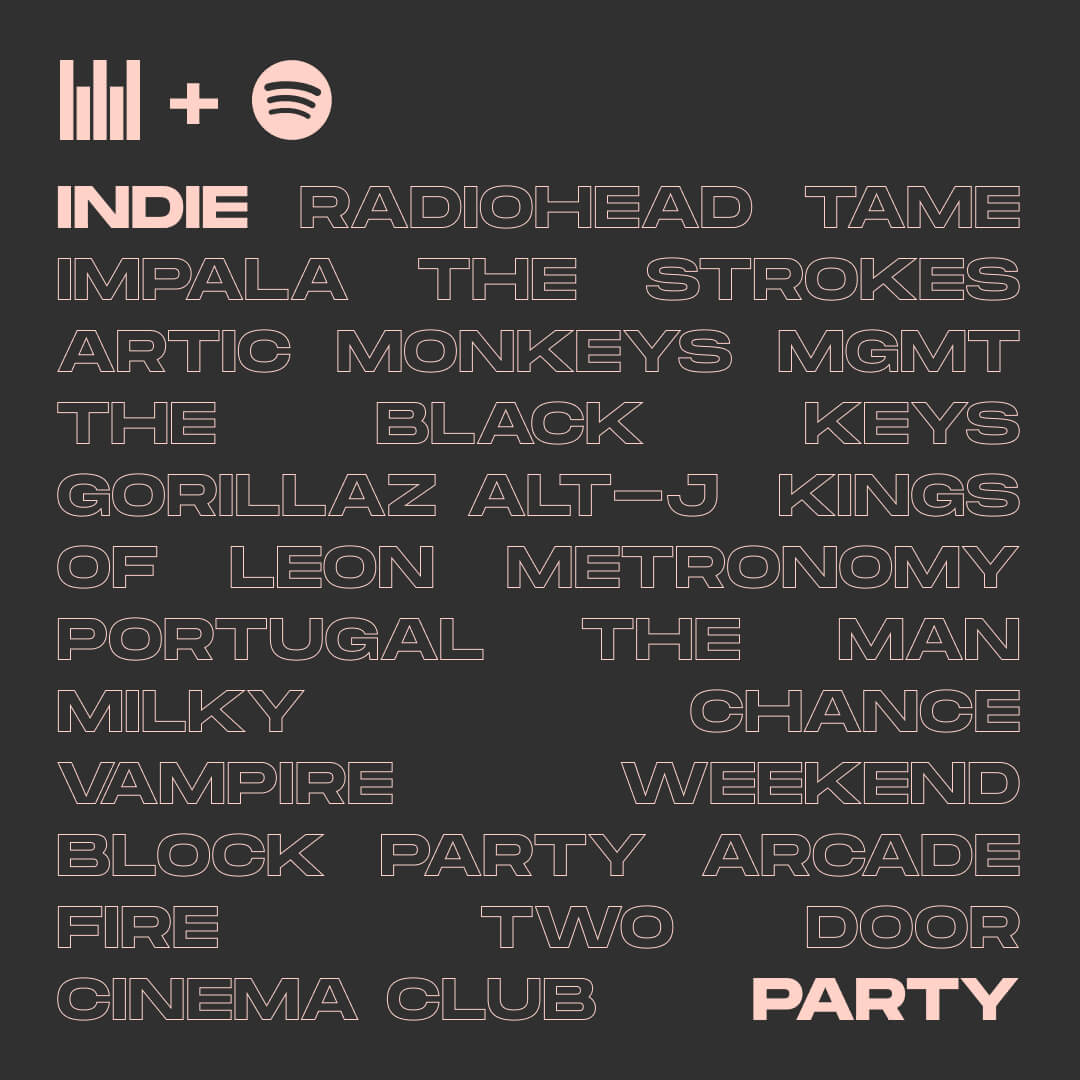 +
INDIE RADIOHEAD TAME
IMPALA THE STROKES
ARTIC MONKEYS MGMT
THE BLACK KEYS
GORILLAZ ALT-J KINGS
OF LEON METRONOMY
PORTUGAL THE MAN
MILKY CHANCE
VAMPIRE WEEKEND
BLOCK PARTY ARCADE
FIRE TWO DOOR
CINEMA CLUB PARTY